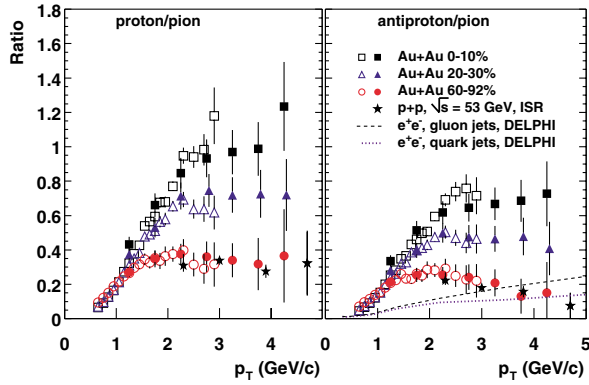 proton/pion
antiproton/pion
Ratio
1.8
1.6
1.4
1.2
1.0
0.8
0.6
0.4
0.2
0
Au+Au 0-10%
Au+Au 20-30%
Au+Au 60-92%
p+p, √s = 53 GeV, ISR
e⁺e⁻, gluon jets, DELPHI
e⁺e⁻, quark jets, DELPHI
0 1 2 3 4 0 1 2 3 4 5
p_T (GeV/c) p_T (GeV/c)